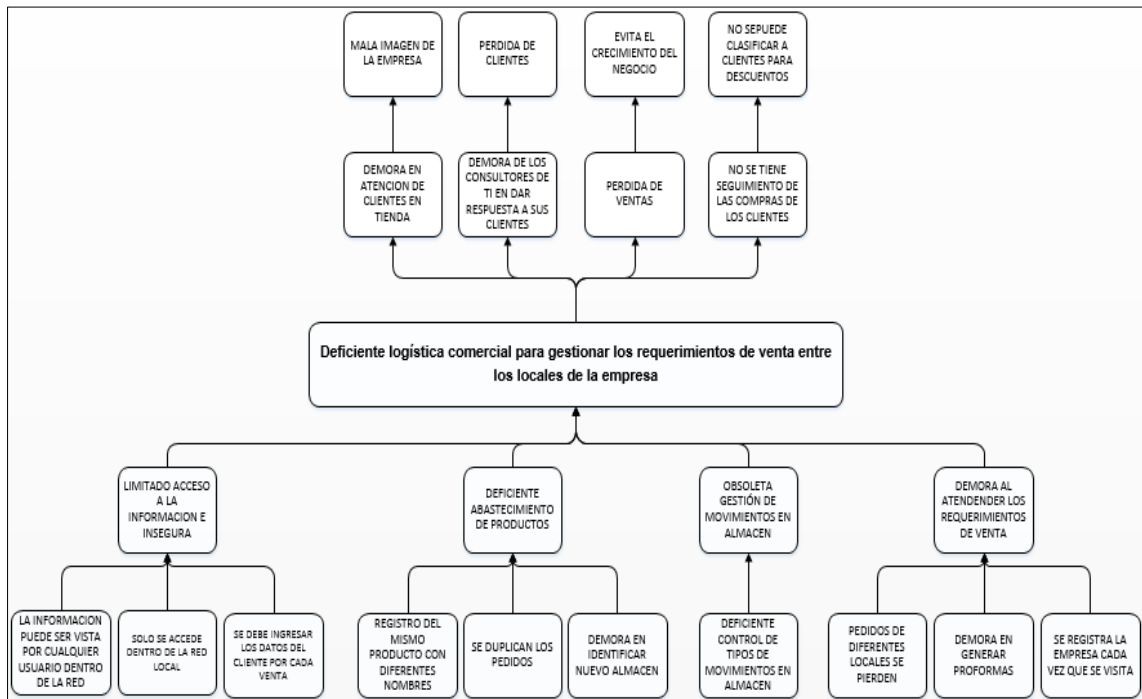 MALA IMAGEN DE
LA EMPRESA
PERDIDA DE
CLIENTES
EVITA EL
CRECIMIENTO DEL
NEGOCIO
NO SEPUEDE
CLASIFICAR A
CLIENTES PARA
DESCUENTOS
DEMORA EN
ATENCION DE
CLIENTES EN
TIENDA
DEMORA DE LOS
CONSULTORES DE
TI EN DAR
RESPUESTA A SUS
CLIENTES
PERDIDA DE
VENTAS
NO SE TIENE
SEGUIMIENTO DE
LAS COMPRAS DE
LOS CLIENTES
Deficiente logística comercial para gestionar los requerimientos de venta entre
los locales de la empresa
LIMITADO ACCESO
A LA
INFORMACION E
INSEGURA
DEFICIENTE
ABASTECIMIENTO
DE PRODUCTOS
OBSOLETA
GESTIÓN DE
MOVIMIENTOS EN
ALMACEN
DEMORA AL
ATENDENDER LOS
REQUERIMIENTOS
DE VENTA
LA INFORMACION
PUEDE SER VISTA
POR CUALQUIER
USUARIO DENTRO
DE LA RED
SOLO SE ACCEDE
DENTRO DE LA RED
LOCAL
SE DEBE INGRESAR
LOS DATOS DEL
CLIENTE POR CADA
VENTA
REGISTRO DEL
MISMO
PRODUCTO CON
DIFERENTES
NOMBRES
SE DUPLICAN LOS
PEDIDOS
DEMORA EN
IDENTIFICAR
NUEVO ALMACEN
DEFICIENTE
CONTROL DE
TIPOS DE
MOVIMIENTOS EN
ALMACEN
PEDIDOS DE
DIFERENTES
LOCALES SE
PIERDEN
DEMORA EN
GENERAR
PROFORMAS
SE REGISTRA LA
EMPRESA CADA
VEZ QUE SE VISITA